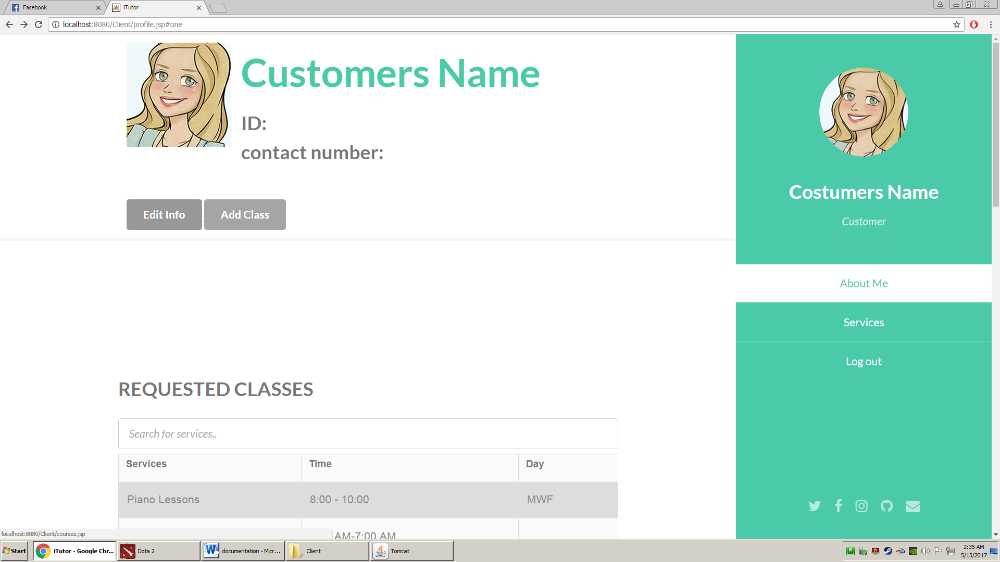 Facebook
iTutor
localhost:8080/Client/profile.jsp#one
Customers Name
ID:
contact number:
Edit Info
Add Class
Costumers Name
Customer
About Me
Services
Log out
REQUESTED CLASSES
Search for services..
Services Time Day
Piano Lessons 8:00 - 10:00 MWF
AM-7:00 AM
localhost:8080/Client/courses.jsp
Start
iTutor - Google Chr...
Dota 2
documentation - Micr...
Client
Tomcat
2:35 AM
5/15/2017